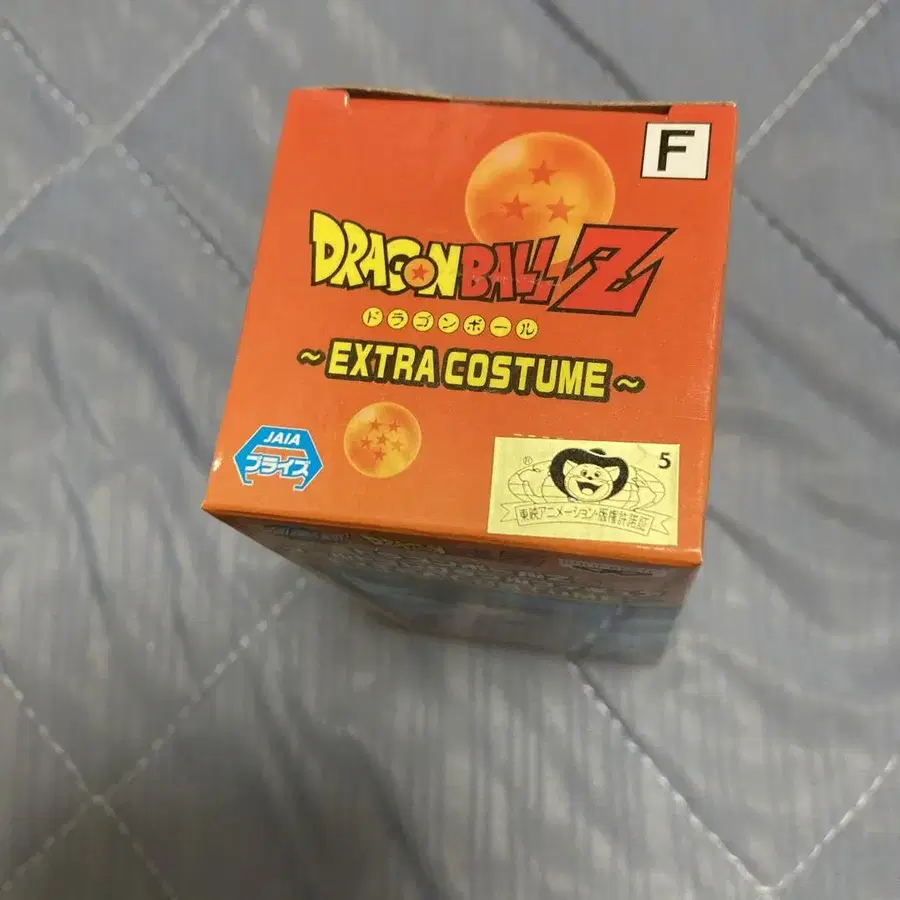 F
DRAGONBALL Z
ドラゴンボール
~EXTRA COSTUME~
JAIA
プライズ
5
東映アニメーション・版権許諾証
DRAGON